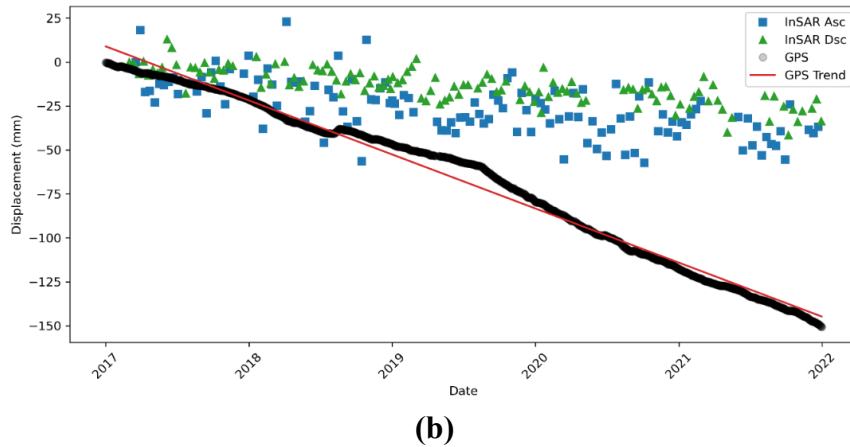 InSAR Asc
InSAR Dsc
GPS
GPS Trend
Displacement (mm)
25
0
−25
−50
−75
−100
−125
−150
2017
2018
2019
2020
2021
2022
Date
(b)